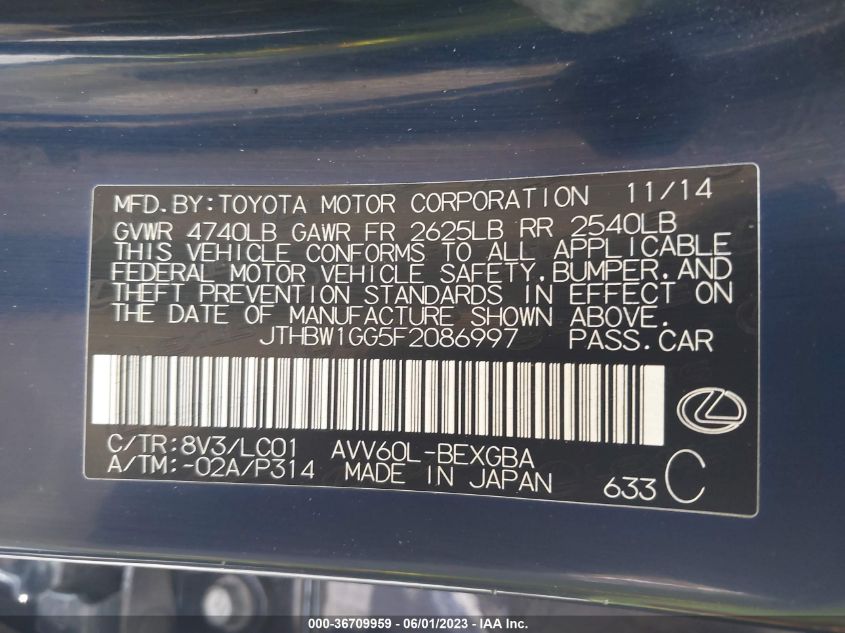 MFD.BY:TOYOTA MOTOR CORPORATION 11/14
GVWR 4740LB GAWR FR 2625LB RR 2540LB
THIS VEHICLE CONFORMS TO ALL APPLICABLE
FEDERAL MOTOR VEHICLE SAFETY,BUMPER,AND
THEFT PREVENTION STANDARDS IN EFFECT ON
THE DATE OF MANUFACTURE SHOWN ABOVE.
JTHBW1GG5F2086997 PASS.CAR
C/TR:8V3/LC01 AVV60L-BEXGBA
A/TM:-02A/P314 MADE IN JAPAN 633 C
000-36709959 - 06/01/2023 - IAA Inc.